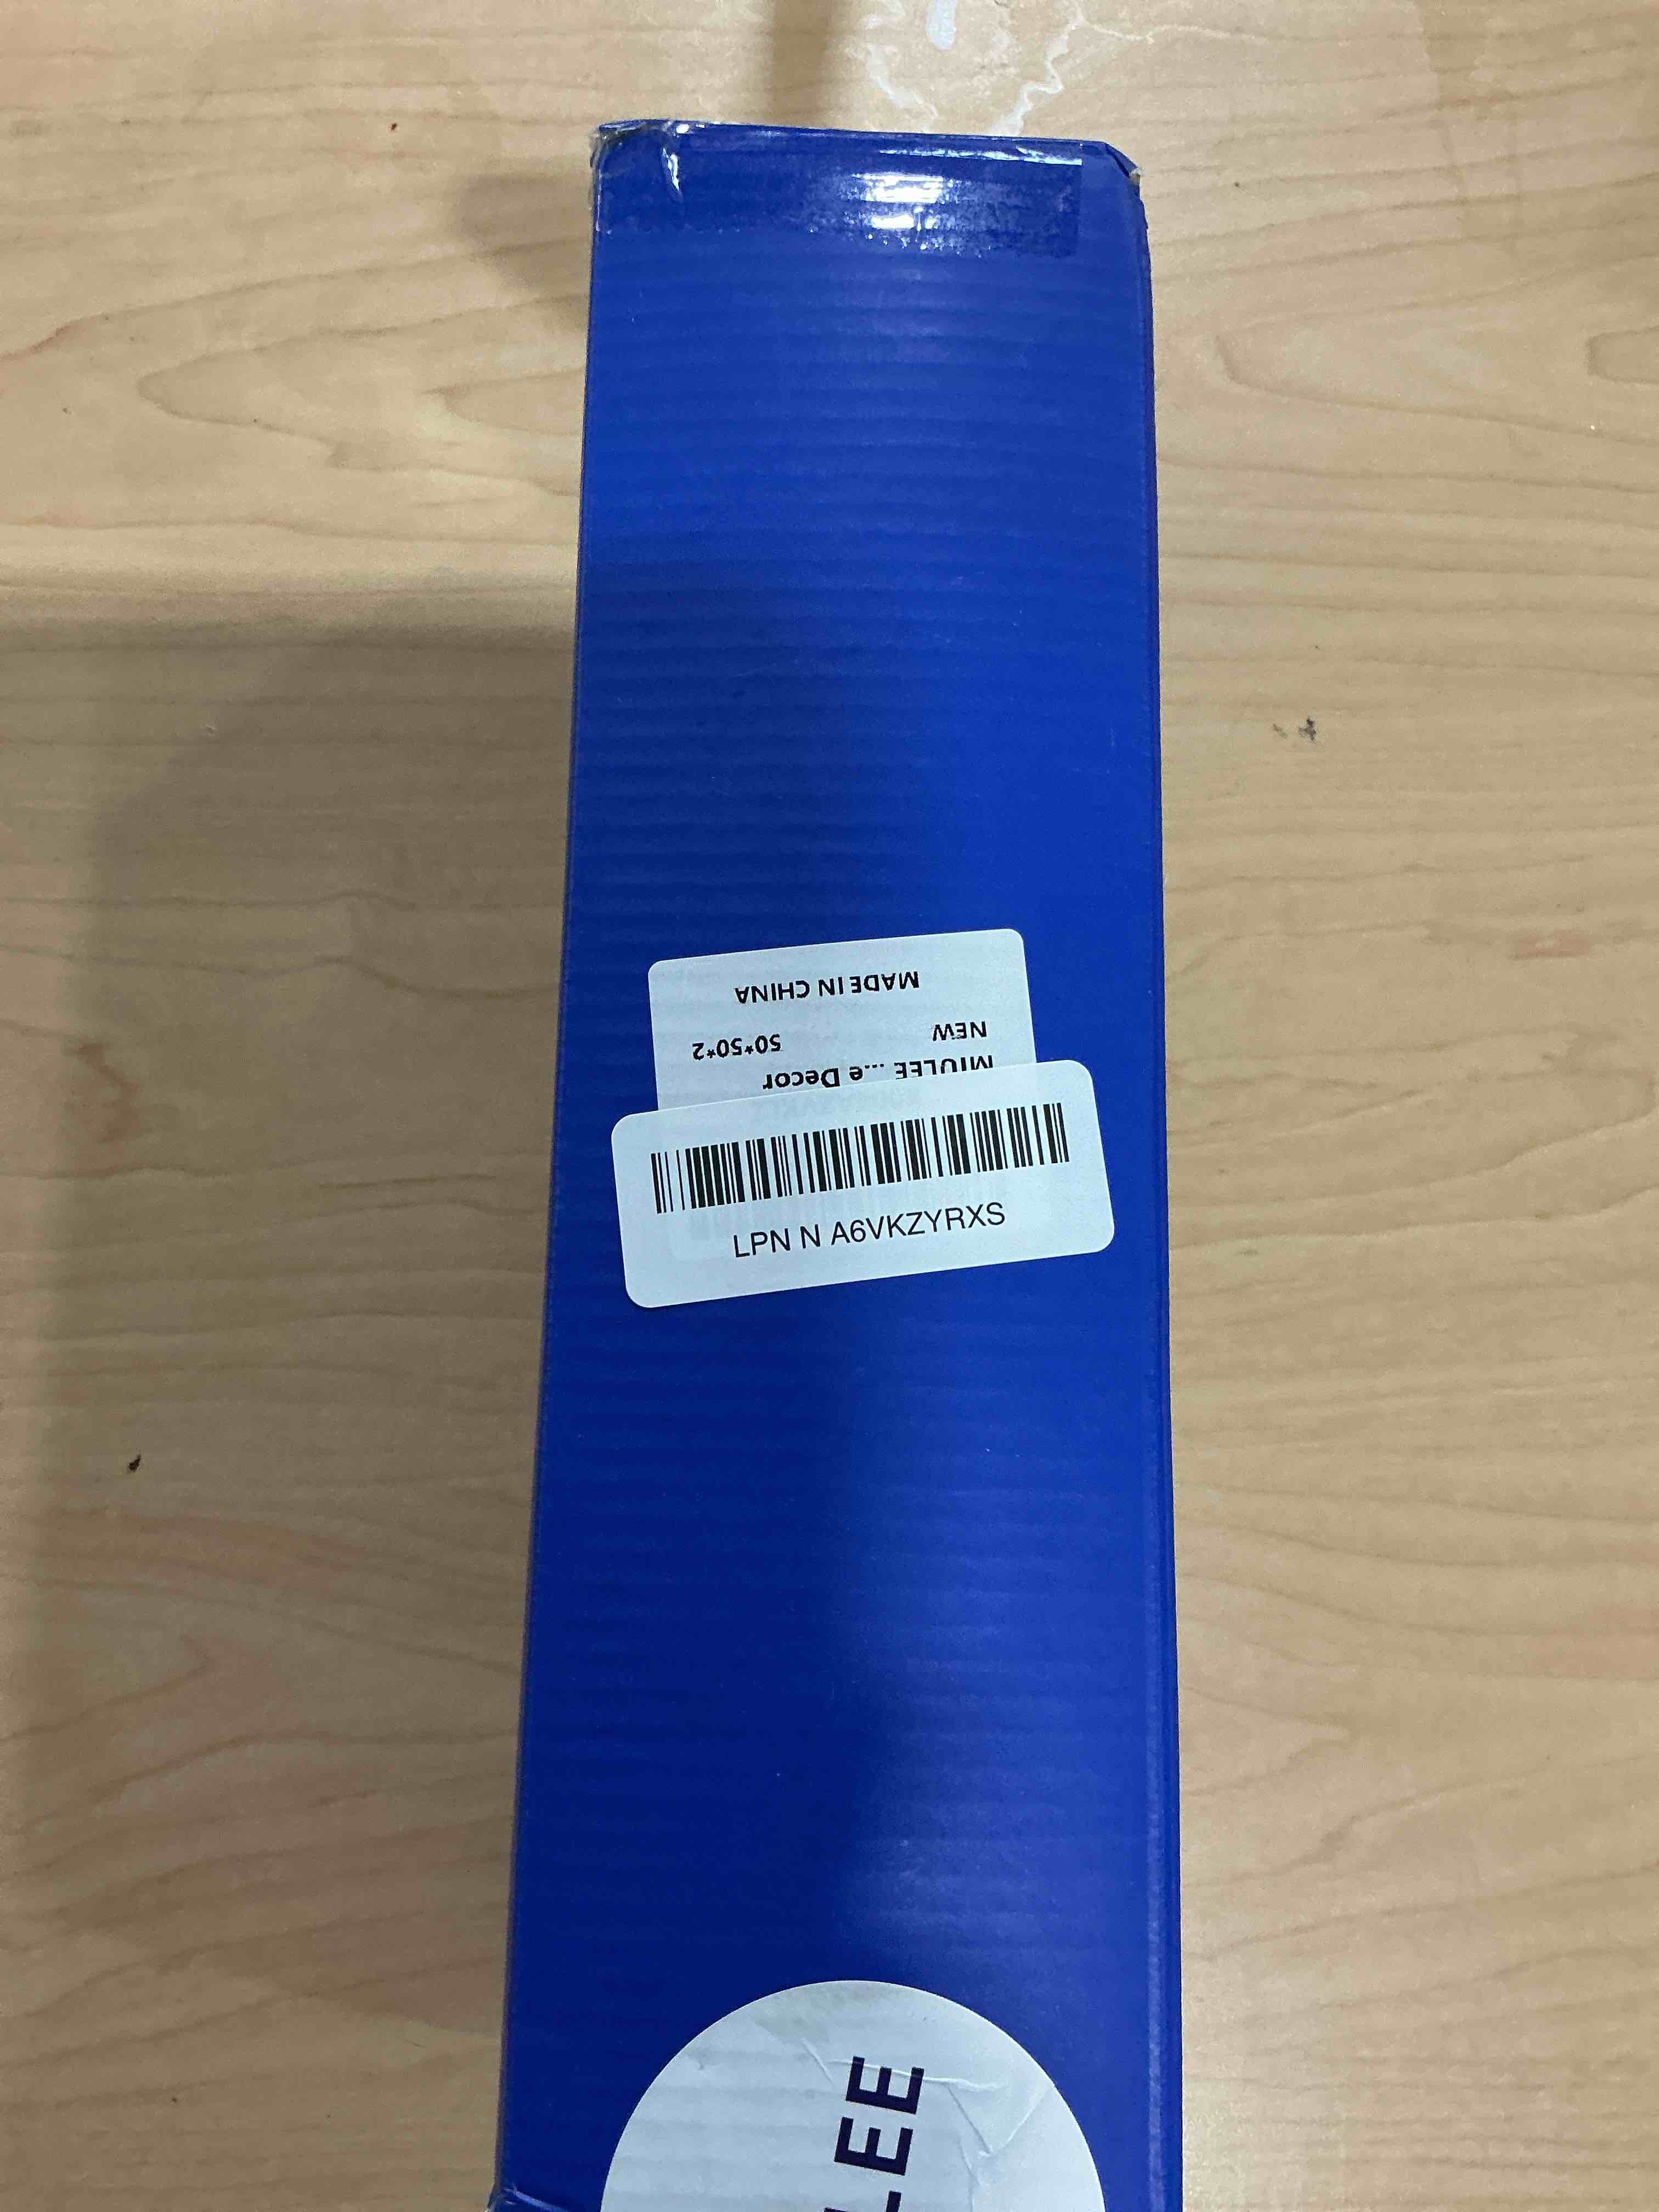 MIULEE ... e Decor
NEW 50*50*2
MADE IN CHINA
LPN N A6VKZYRXS
LEE